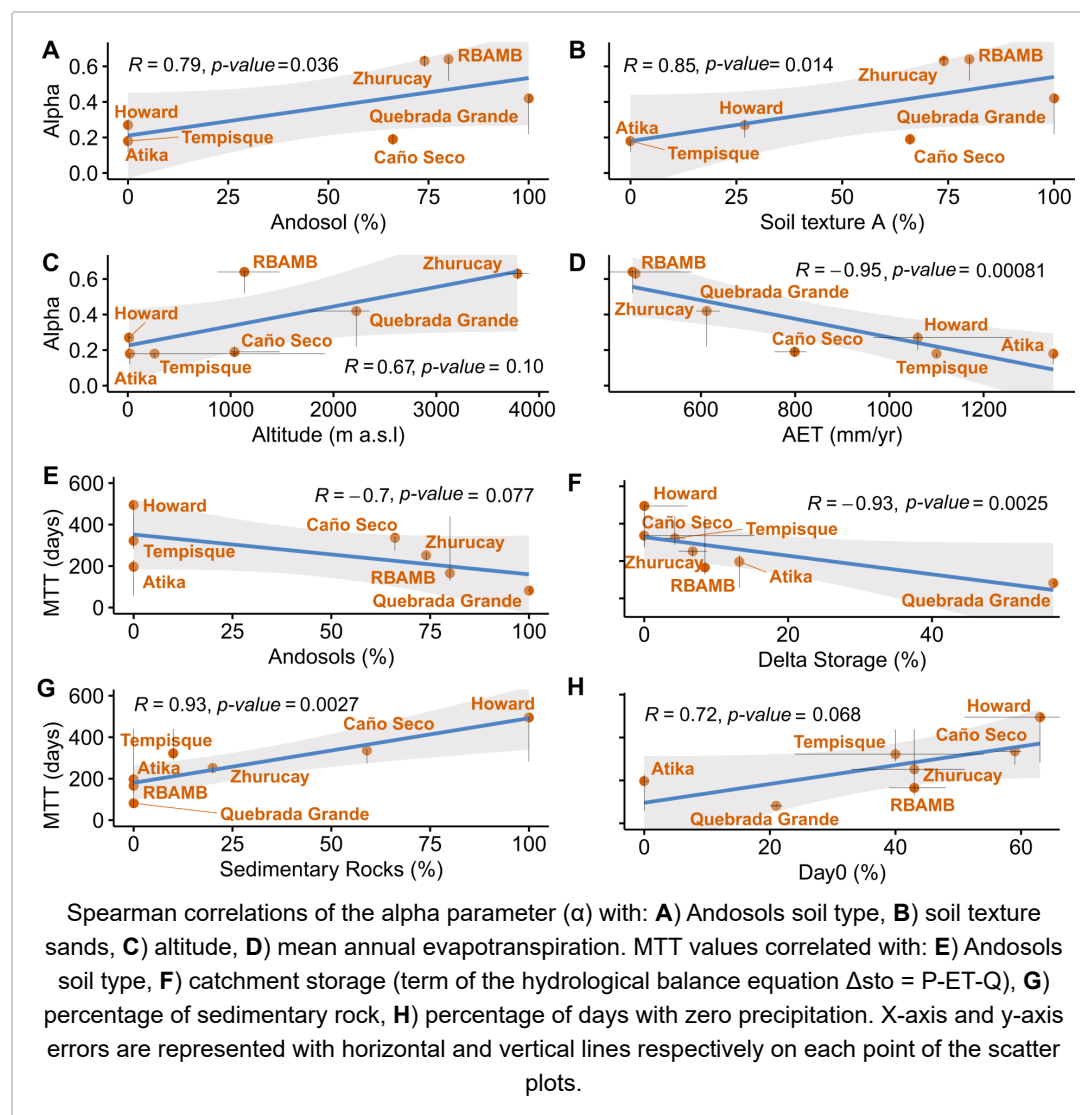 A
R = 0.79, p-value=0.036
RBAMB
Zhurucay
Howard
Tempisque
Atika
Quebrada Grande
Caño Seco
Alpha
0.6
0.4
0.2
0.0
0 25 50 75 100
Andosol (%)
B
R = 0.85, p-value= 0.014
RBAMB
Zhurucay
Howard
Atika
Tempisque
Quebrada Grande
Caño Seco
0 25 50 75 100
Soil texture A (%)
C
RBAMB
Zhurucay
Howard
Quebrada Grande
Caño Seco
Tempisque
Atika
R = 0.67, p-value= 0.10
Alpha
0.6
0.4
0.2
0.0
0 1000 2000 3000 4000
Altitude (m a.s.l)
D
R = −0.95, p-value= 0.00081
RBAMB
Quebrada Grande
Zhurucay
Howard
Caño Seco
Tempisque
Atika
600 800 1000 1200
AET (mm/yr)
E
R = −0.7, p-value = 0.077
Howard
Caño Seco
Tempisque
Zhurucay
Atika
RBAMB
Quebrada Grande
MTT (days)
600
400
200
0
0 25 50 75 100
Andosols (%)
F
R = −0.93, p-value = 0.0025
Howard
Caño Seco
Tempisque
Zhurucay
RBAMB
Atika
Quebrada Grande
0 20 40
Delta Storage (%)
G
R = 0.93, p-value= 0.0027
Howard
Caño Seco
Tempisque
Atika
Zhurucay
RBAMB
Quebrada Grande
MTT (days)
600
400
200
0
0 25 50 75 100
Sedimentary Rocks (%)
H
R = 0.72, p-value = 0.068
Howard
Tempisque
Caño Seco
Atika
Zhurucay
RBAMB
Quebrada Grande
0 20 40 60
Day0 (%)
Spearman correlations of the alpha parameter (α) with: A) Andosols soil type, B) soil texture
sands, C) altitude, D) mean annual evapotranspiration. MTT values correlated with: E) Andosols
soil type, F) catchment storage (term of the hydrological balance equation Δsto = P-ET-Q), G)
percentage of sedimentary rock, H) percentage of days with zero precipitation. X-axis and y-axis
errors are represented with horizontal and vertical lines respectively on each point of the scatter
plots.